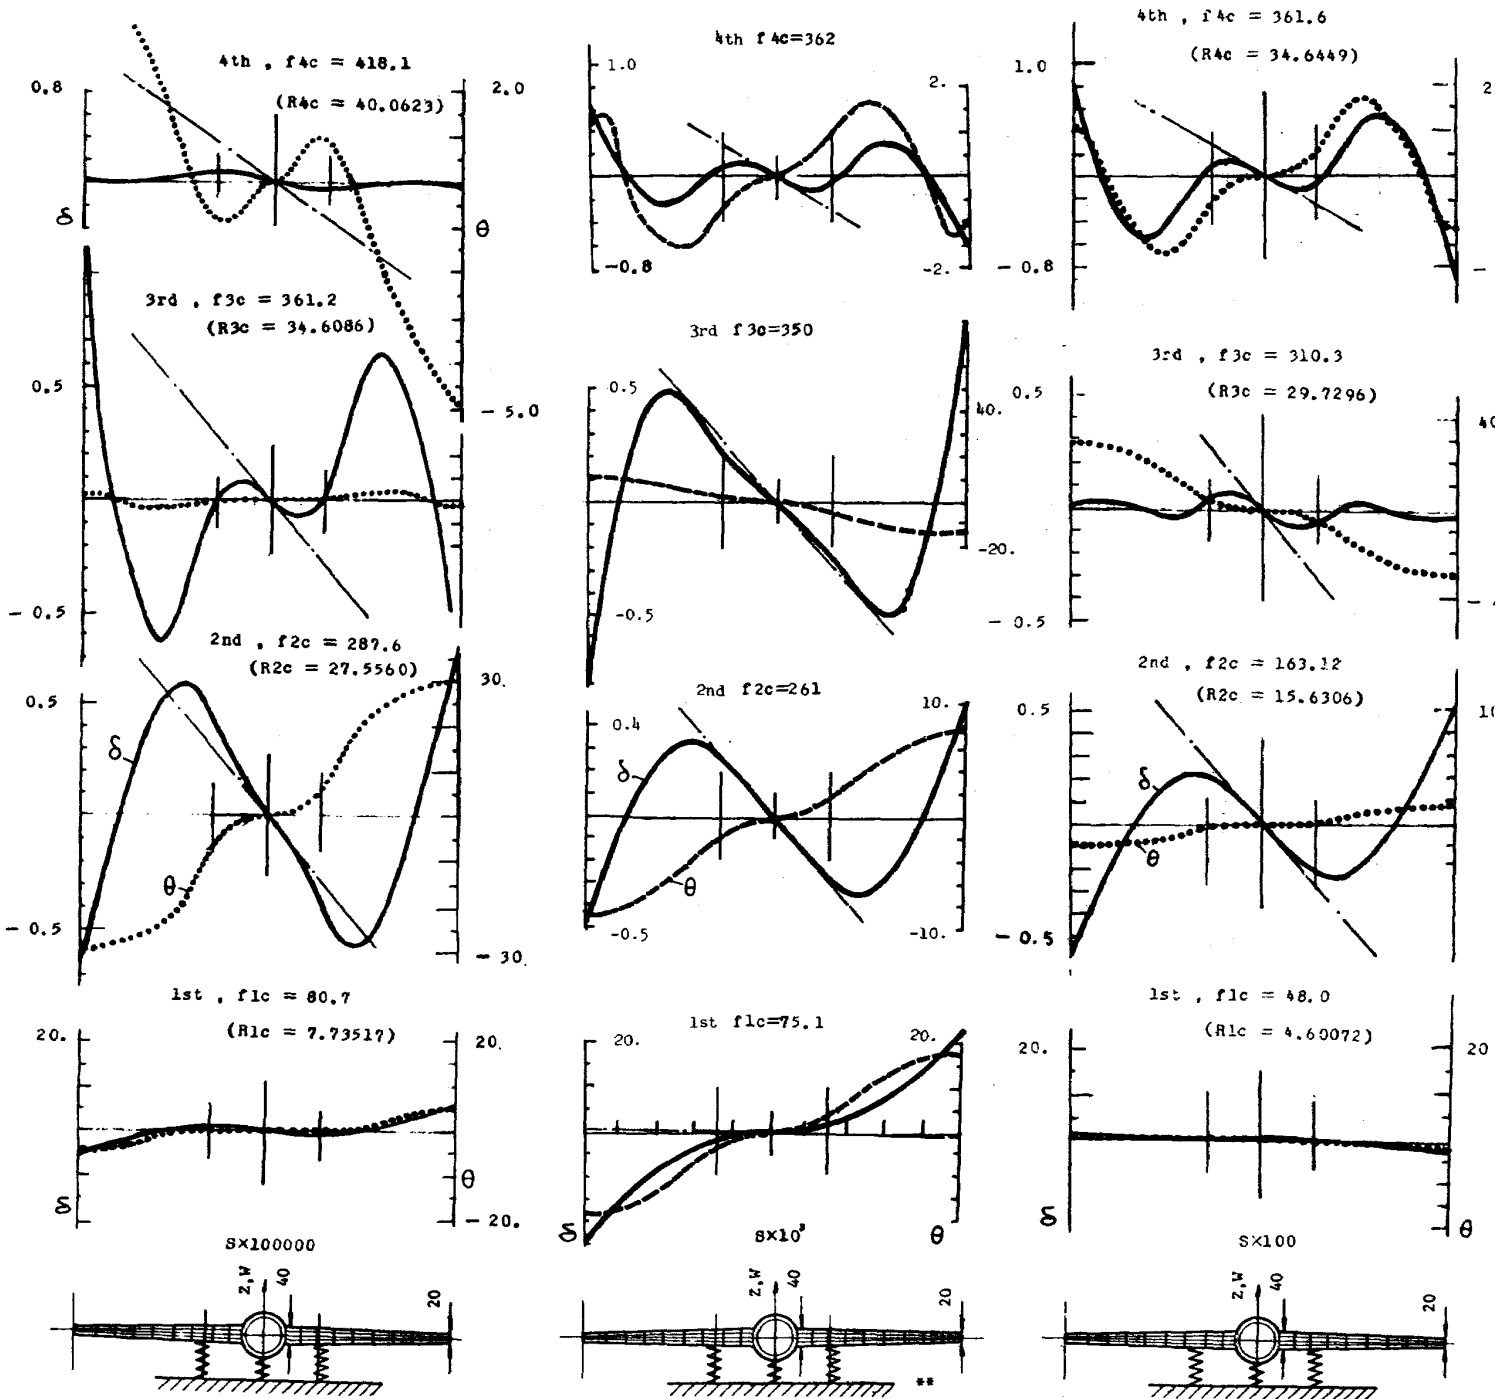 4th , f4c = 418.1
(R4c = 40.0623)
0.8
2.0
δ
θ
3rd , f3c = 361.2
(R3c = 34.6086)
0.5
- 5.0
- 0.5
2nd , f2c = 287.6
(R2c = 27.5560)
0.5
30.
δ
θ
- 0.5
- 30.
1st , f1c = 80.7
(R1c = 7.73517)
20.
20.
θ
δ
- 20.
S×100000
Z,W
40
20
4th f4c=362
1.0
2.
-0.8
-2.
3rd f3c=350
0.5
40.
-20.
-0.5
2nd f2c=261
0.4
10.
δ
θ
-0.5
-10.
1st f1c=75.1
20.
20.
δ
θ
S×10³
Z,W
40
20
**
4th , f4c = 361.6
(R4c = 34.6449)
1.0
2
- 0.8
-
3rd , f3c = 310.3
(R3c = 29.7296)
0.5
40
- 0.5
- 4
2nd , f2c = 163.12
(R2c = 15.6306)
0.5
10
δ
θ
- 0.5
1st , f1c = 48.0
(R1c = 4.60072)
20.
20
δ
θ
S×100
Z,W
40
20